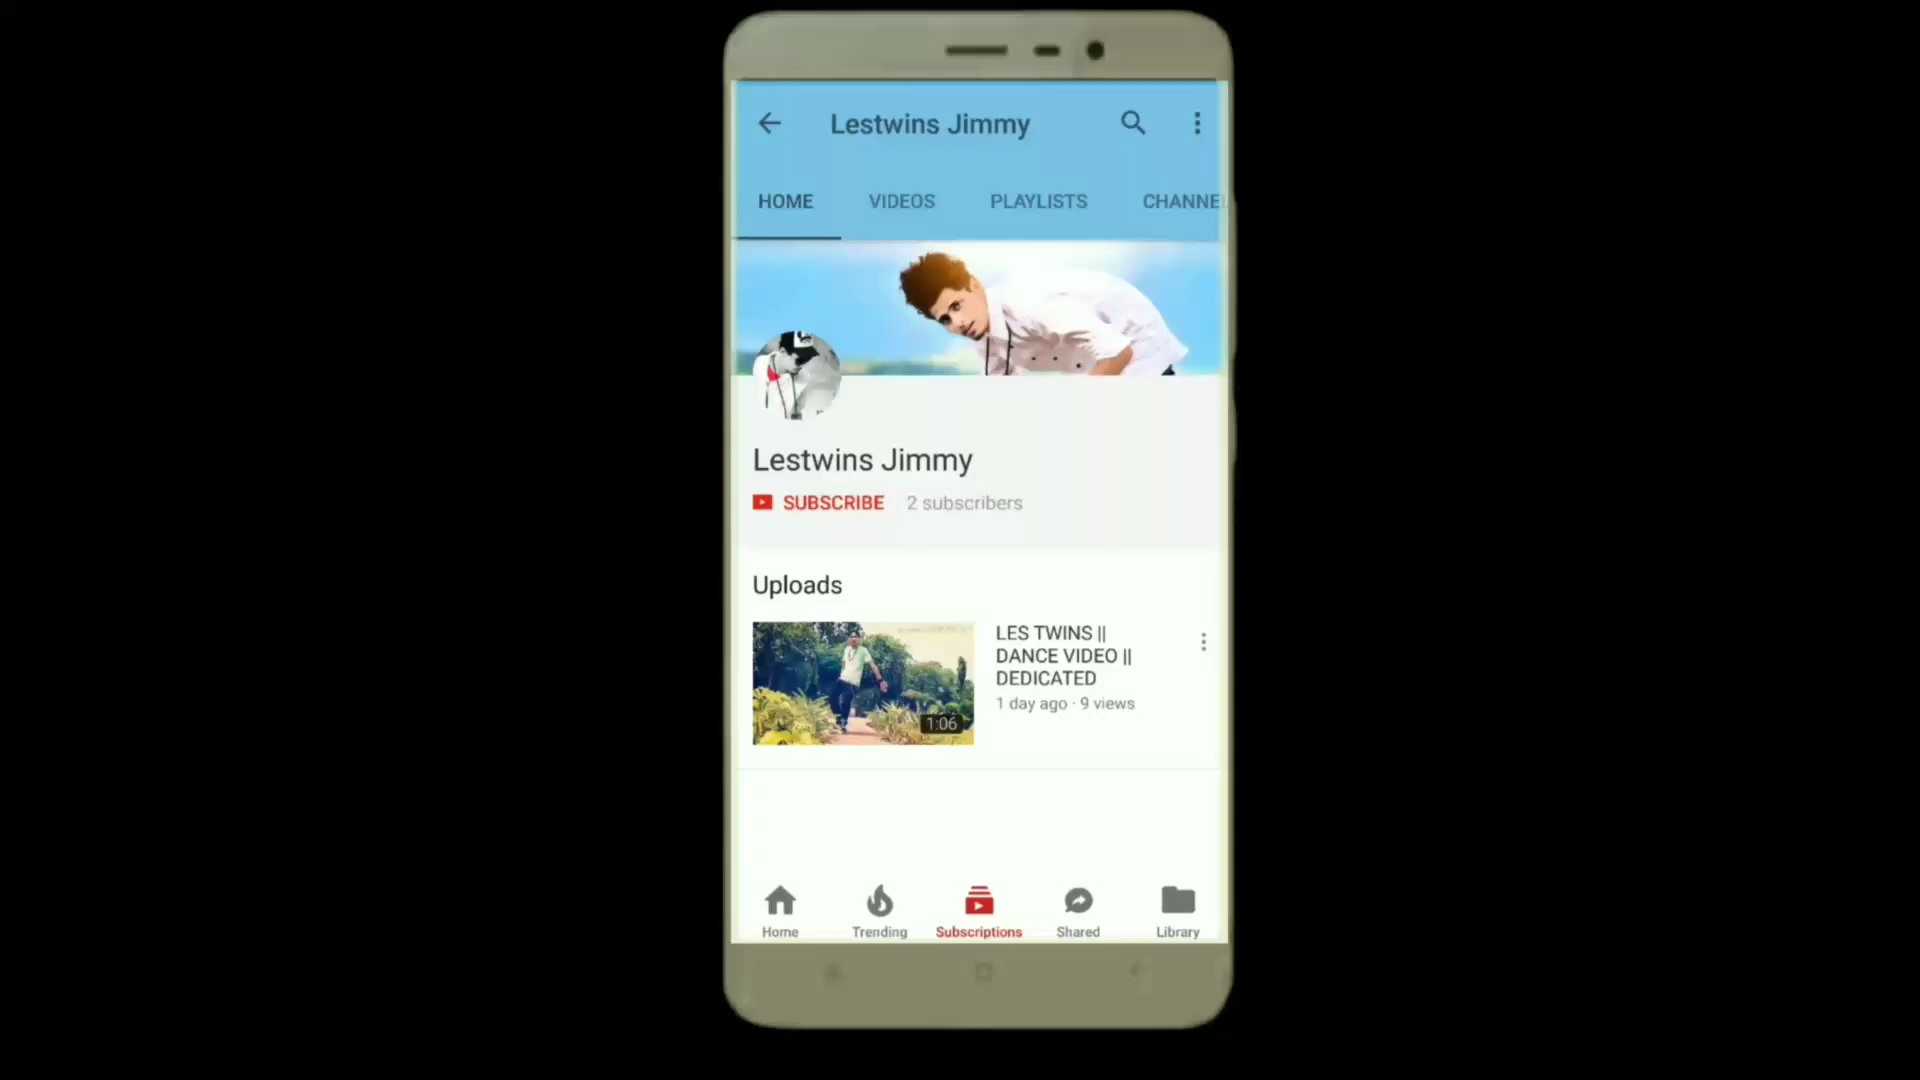 Lestwins Jimmy
HOME VIDEOS PLAYLISTS CHANNEL
Lestwins Jimmy
SUBSCRIBE 2 subscribers
Uploads
LES TWINS ||
DANCE VIDEO ||
DEDICATED
1 day ago · 9 views
1:06
Home Trending Subscriptions Shared Library